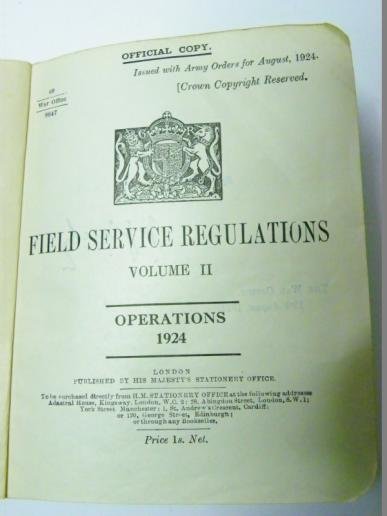 OFFICIAL COPY.
Issued with Army Orders for August, 1924.
[Crown Copyright Reserved.
War Office
G R
FIELD SERVICE REGULATIONS
VOLUME II
OPERATIONS
1924
LONDON
PUBLISHED BY HIS MAJESTY'S STATIONERY OFFICE.
To be purchased directly from H.M. STATIONERY OFFICE at the following addresses
Adastral House, Kingsway, London, W.C. 2: 28, Abingdon Street, London, S.W. 1;
York Street, Manchester: 1, St. Andrew's Crescent, Cardiff:
or 120, George Street, Edinburgh;
or through any Bookseller.
Price 1s. Net.